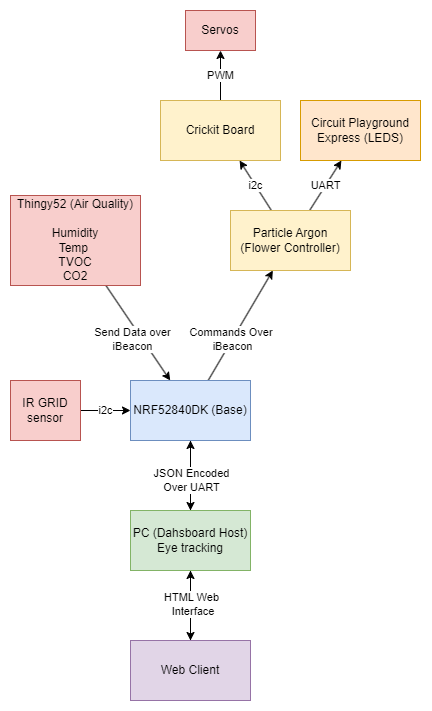 Servos
PWM
Crickit Board
Circuit Playground
Express (LEDS)
i2c
UART
Thingy52 (Air Quality)
Humidity
Temp
TVOC
CO2
Particle Argon
(Flower Controller)
Send Data over
iBeacon
Commands Over
iBeacon
IR GRID
sensor
i2c
NRF52840DK (Base)
JSON Encoded
Over UART
PC (Dahsboard Host)
Eye tracking
HTML Web
Interface
Web Client